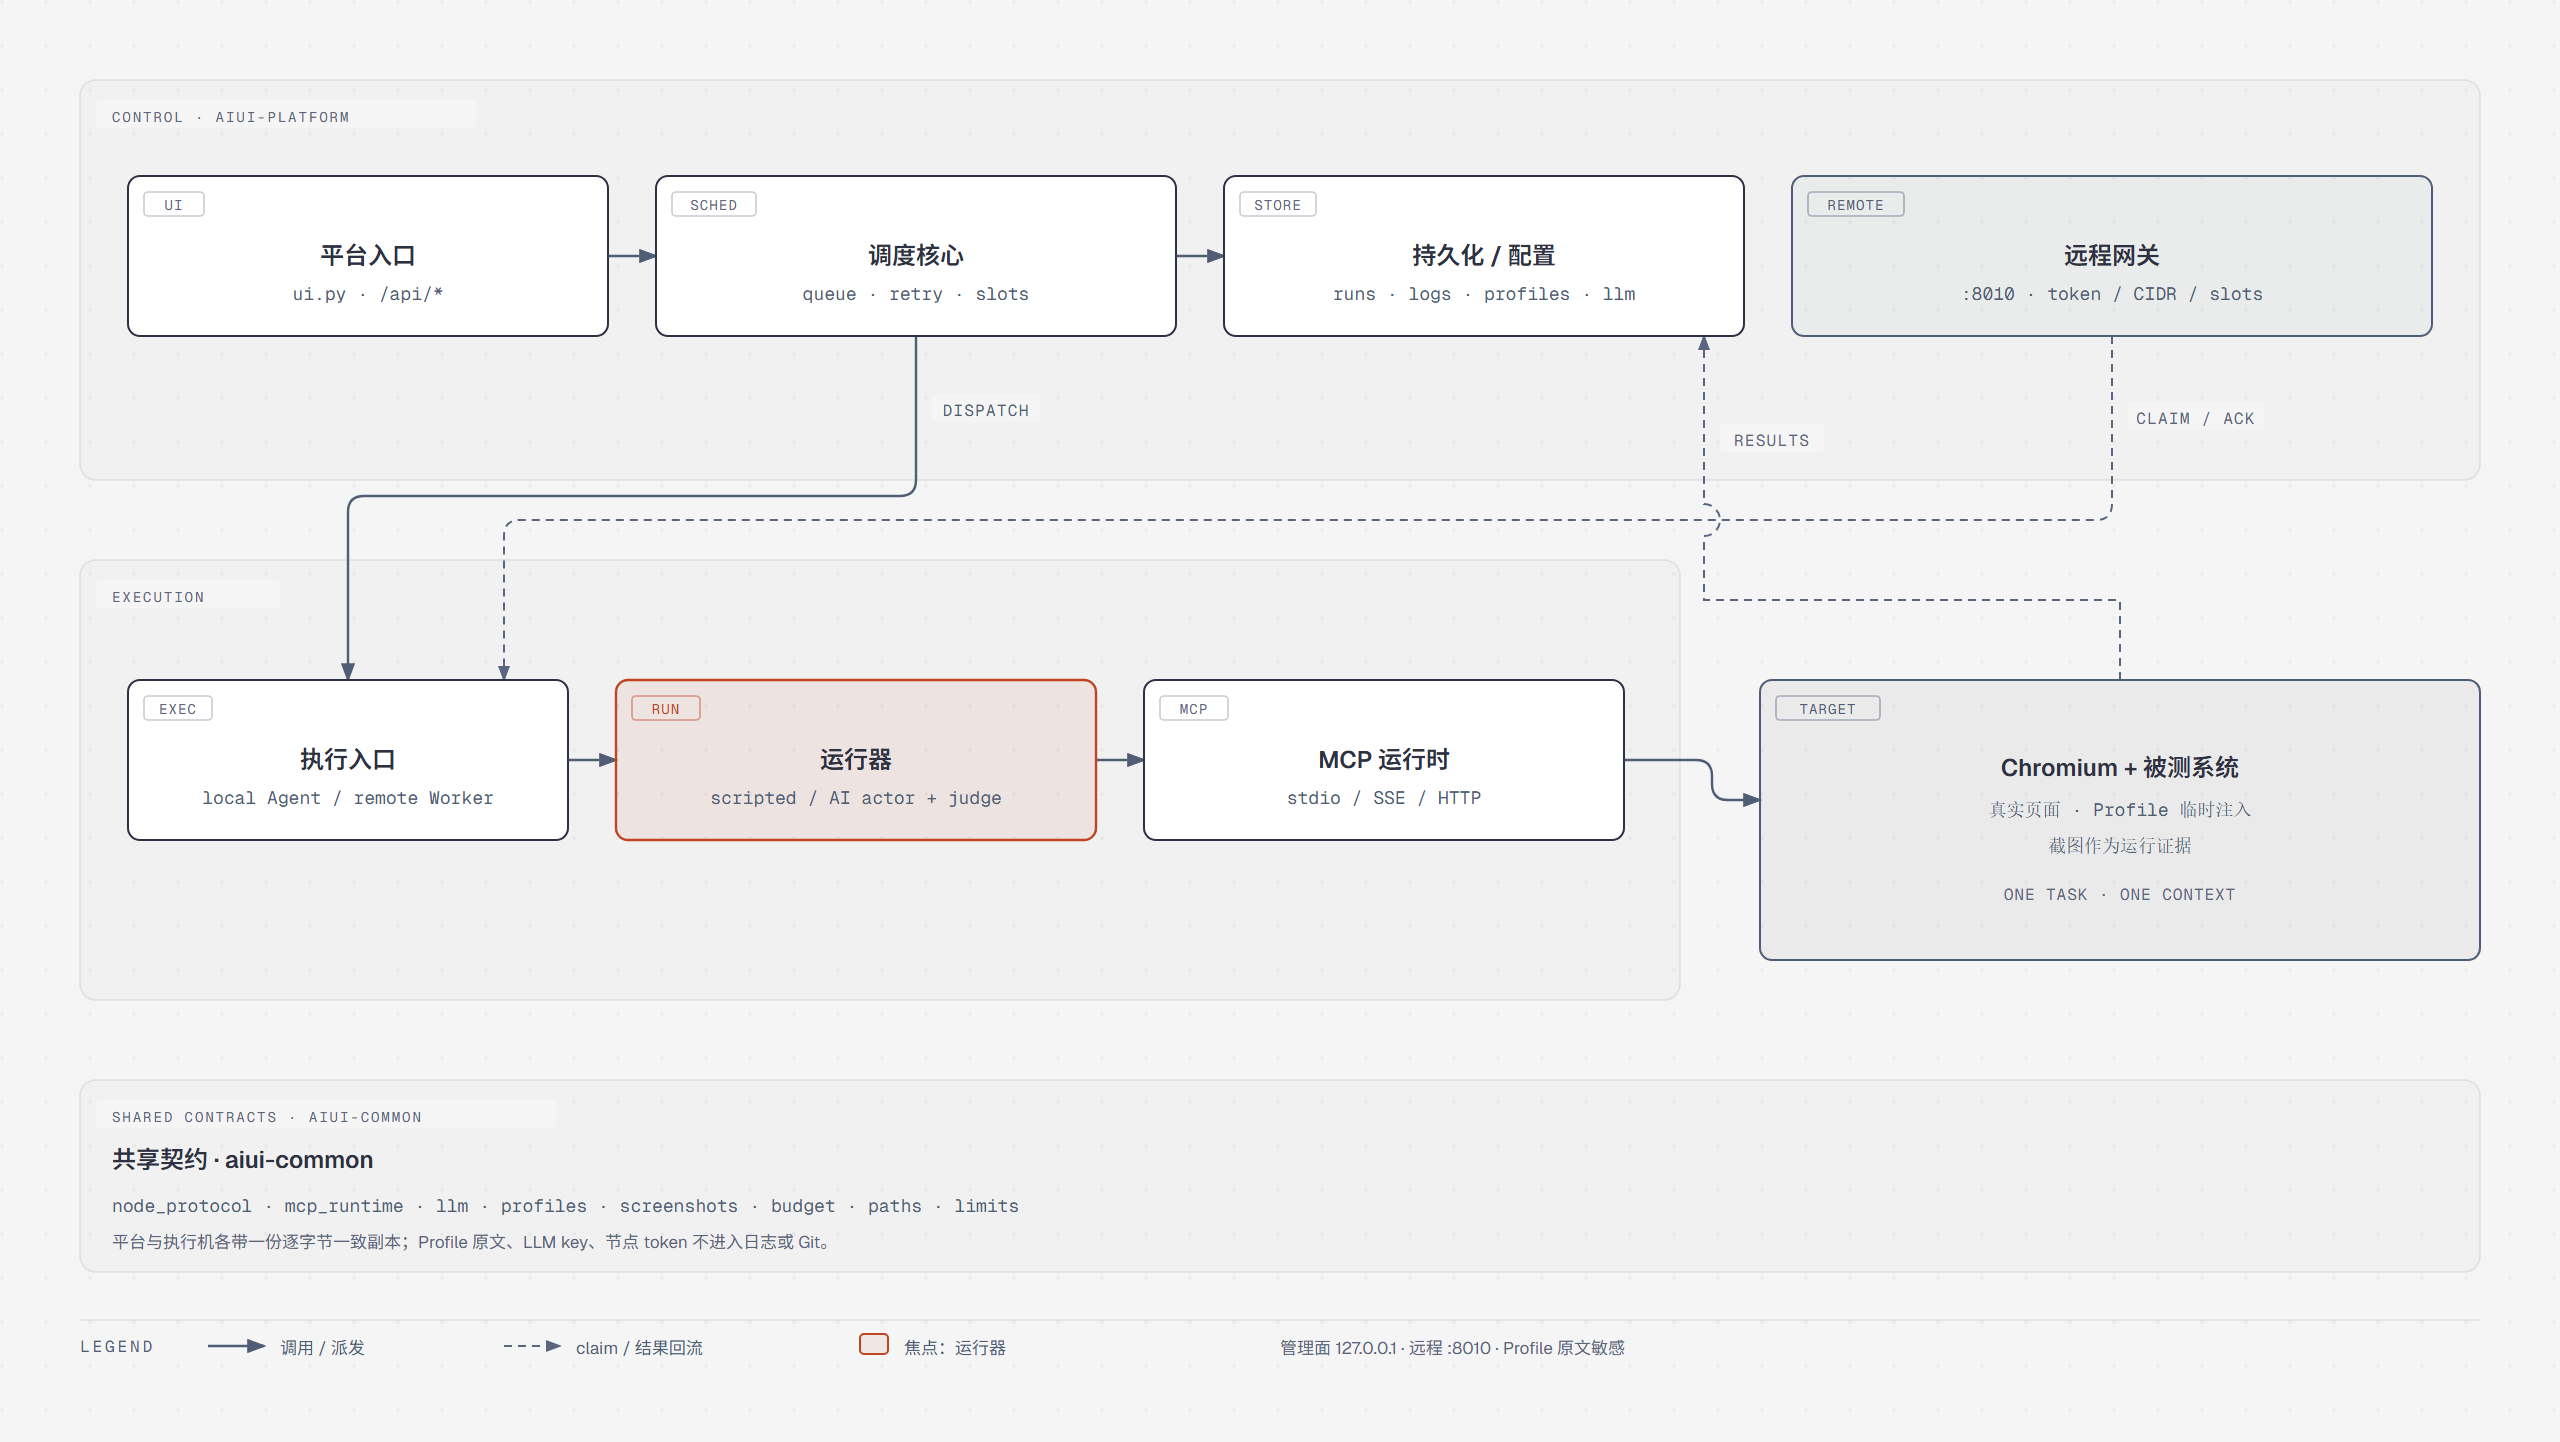 CONTROL · AIUI-PLATFORM
UI
平台入口
ui.py · /api/*
SCHED
调度核心
queue · retry · slots
STORE
持久化 / 配置
runs · logs · profiles · llm
REMOTE
远程网关
:8010 · token / CIDR / slots
DISPATCH
RESULTS
CLAIM / ACK
EXECUTION
EXEC
执行入口
local Agent / remote Worker
RUN
运行器
scripted / AI actor + judge
MCP
MCP 运行时
stdio / SSE / HTTP
TARGET
Chromium + 被测系统
真实页面 · Profile 临时注入
截图作为运行证据
ONE TASK · ONE CONTEXT
SHARED CONTRACTS · AIUI-COMMON
共享契约 · aiui-common
node_protocol · mcp_runtime · llm · profiles · screenshots · budget · paths · limits
平台与执行机各带一份逐字节一致副本；Profile 原文、LLM key、节点 token 不进入日志或 Git。
LEGEND
调用 / 派发
claim / 结果回流
焦点：运行器
管理面 127.0.0.1 · 远程 :8010 · Profile 原文敏感